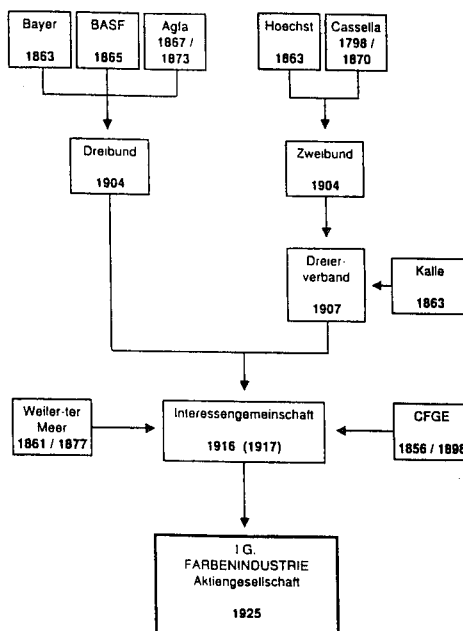 Bayer
1863
BASF
1865
Agfa
1867 /
1873
Hoechst
1863
Cassella
1798 /
1870
Dreibund
1904
Zweibund
1904
Dreier-
verband
1907
Kalle
1863
Weiler-ter
Meer
1861 / 1877
Interessengemeinschaft
1916 (1917)
CFGE
1856 / 1898
I G.
FARBENINDUSTRIE
Aktiengesellschaft
1925